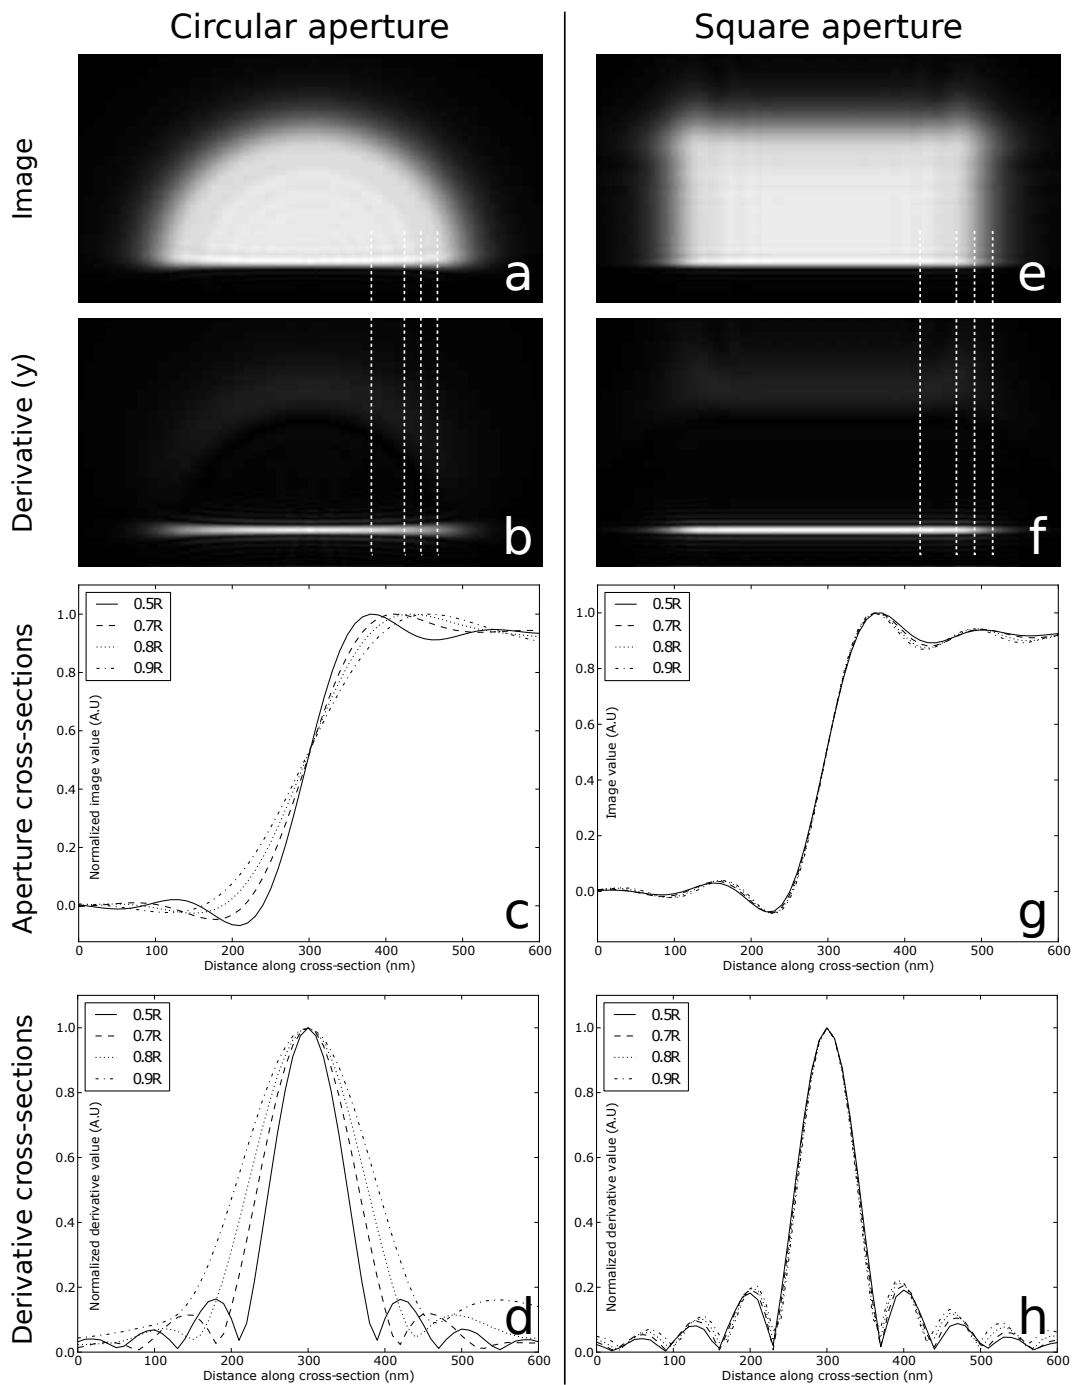 Circular aperture
Square aperture
Image
a
e
Derivative (y)
b
f
Aperture cross-sections
0.5R
0.7R
0.8R
0.9R
Normalized image value (A.U)
1.0
0.8
0.6
0.4
0.2
0.0
c
0 100 200 300 400 500 600
Distance along cross-section (nm)
0.5R
0.7R
0.8R
0.9R
Image value (A.U)
1.0
0.8
0.6
0.4
0.2
0.0
g
0 100 200 300 400 500 600
Distance along cross-section (nm)
Derivative cross-sections
0.5R
0.7R
0.8R
0.9R
Normalized derivative value (A.U)
1.0
0.8
0.6
0.4
0.2
0.0
d
0 100 200 300 400 500 600
Distance along cross-section (nm)
0.5R
0.7R
0.8R
0.9R
Normalized derivative value (A.U)
1.0
0.8
0.6
0.4
0.2
0.0
h
0 100 200 300 400 500 600
Distance along cross-section (nm)